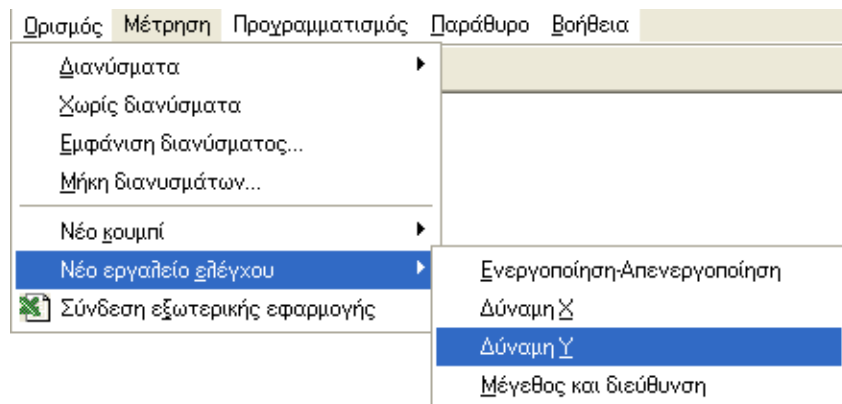 Ορισμός Μέτρηση Προγραμματισμός Παράθυρο Βοήθεια
Διανύσματα
Χωρίς διανύσματα
Εμφάνιση διανύσματος...
Μήκη διανυσμάτων...
Νέο κουμπί
Νέο εργαλείο ελέγχου
Σύνδεση εξωτερικής εφαρμογής
Ενεργοποίηση-Απενεργοποίηση
Δύναμη X
Δύναμη Y
Μέγεθος και διεύθυνση